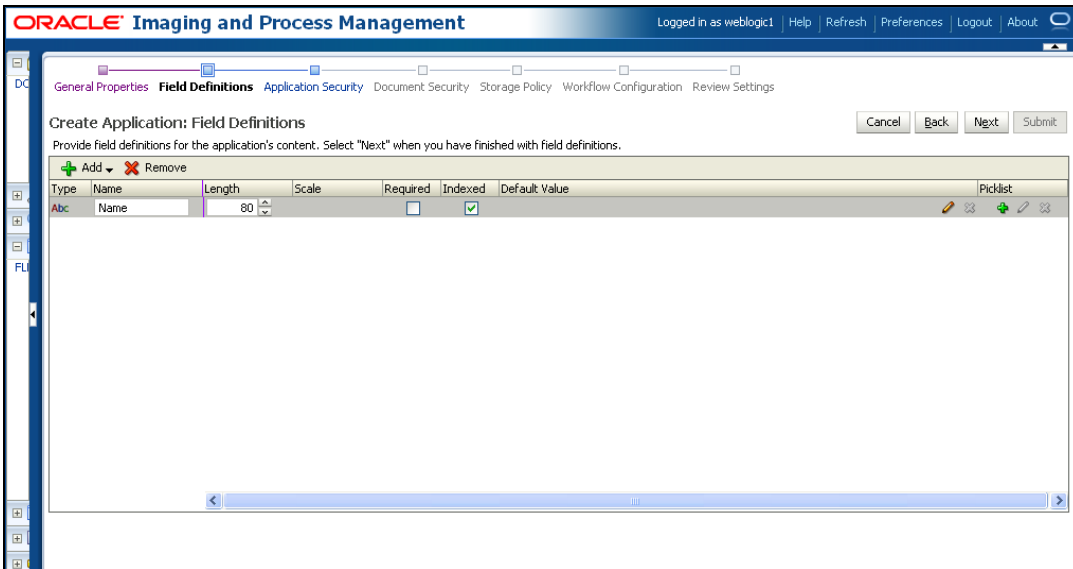 ORACLE Imaging and Process Management
Logged in as weblogic1 | Help | Refresh | Preferences | Logout | About
General Properties Field Definitions Application Security Document Security Storage Policy Workflow Configuration Review Settings
Create Application: Field Definitions
Cancel Back Next Submit
Provide field definitions for the application's content. Select "Next" when you have finished with field definitions.
Add Remove
Type Name Length Scale Required Indexed Default Value Picklist
Abc Name 80